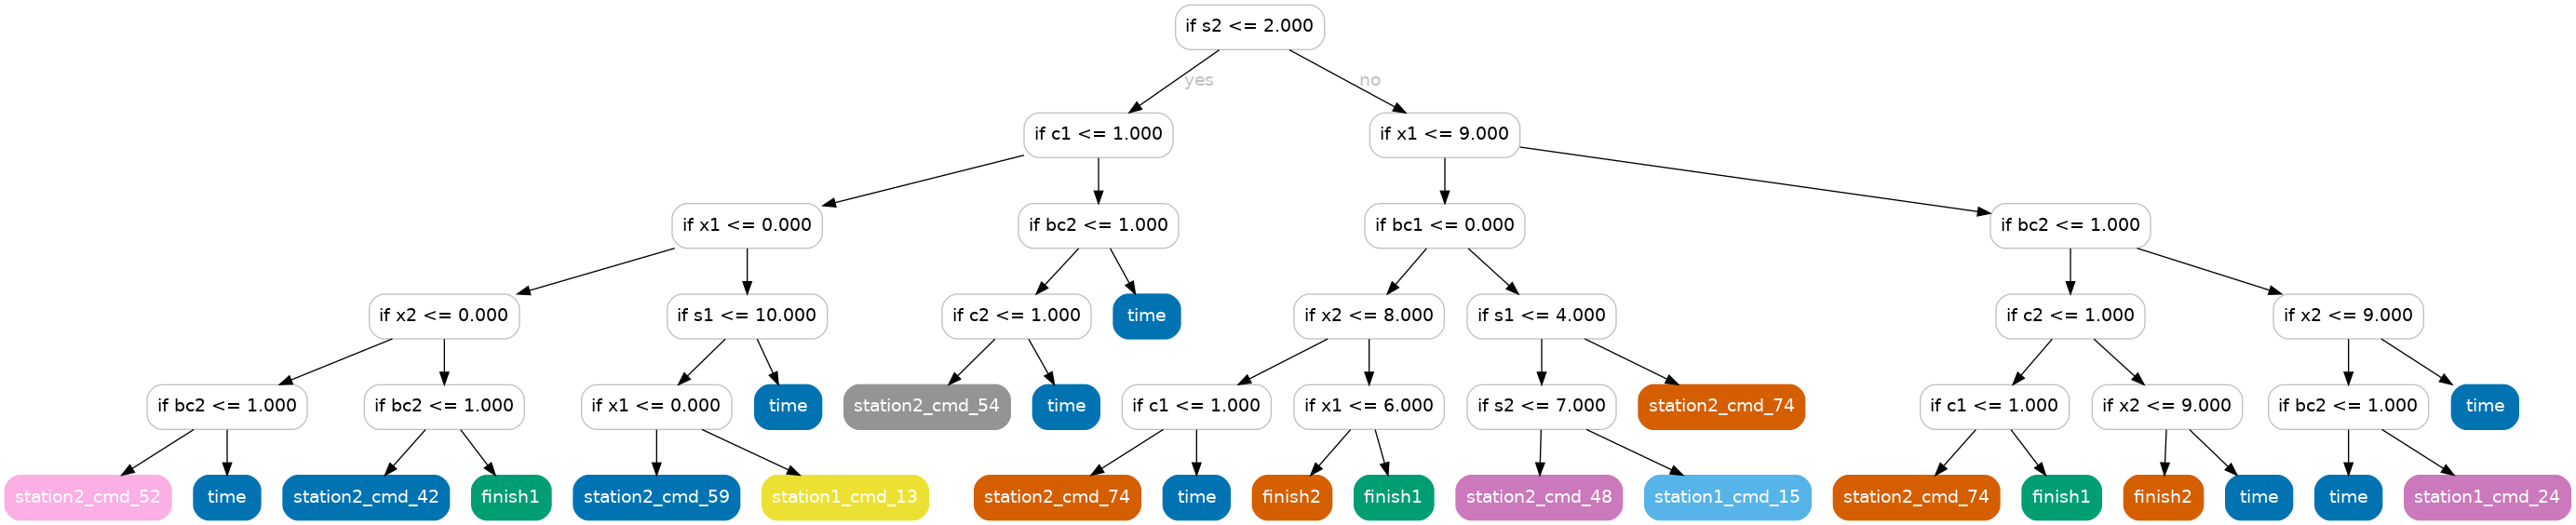 if s2 <= 2.000
yes
no
if c1 <= 1.000
if x1 <= 9.000
if x1 <= 0.000
if bc2 <= 1.000
if bc1 <= 0.000
if bc2 <= 1.000
if x2 <= 0.000
if s1 <= 10.000
if c2 <= 1.000
time
if x2 <= 8.000
if s1 <= 4.000
if c2 <= 1.000
if x2 <= 9.000
if bc2 <= 1.000
if bc2 <= 1.000
if x1 <= 0.000
time
station2_cmd_54
time
if c1 <= 1.000
if x1 <= 6.000
if s2 <= 7.000
station2_cmd_74
if c1 <= 1.000
if x2 <= 9.000
if bc2 <= 1.000
time
station2_cmd_52
time
station2_cmd_42
finish1
station2_cmd_59
station1_cmd_13
station2_cmd_74
time
finish2
finish1
station2_cmd_48
station1_cmd_15
station2_cmd_74
finish1
finish2
time
time
station1_cmd_24